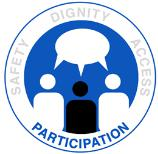 SAFETY DIGNITY ACCESS
PARTICIPATION